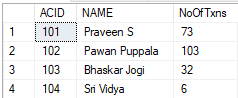 ACID NAME NoOfTxns
1 101 Praveen S 73
2 102 Pawan Puppala 103
3 103 Bhaskar Jogi 32
4 104 Sri Vidya 6